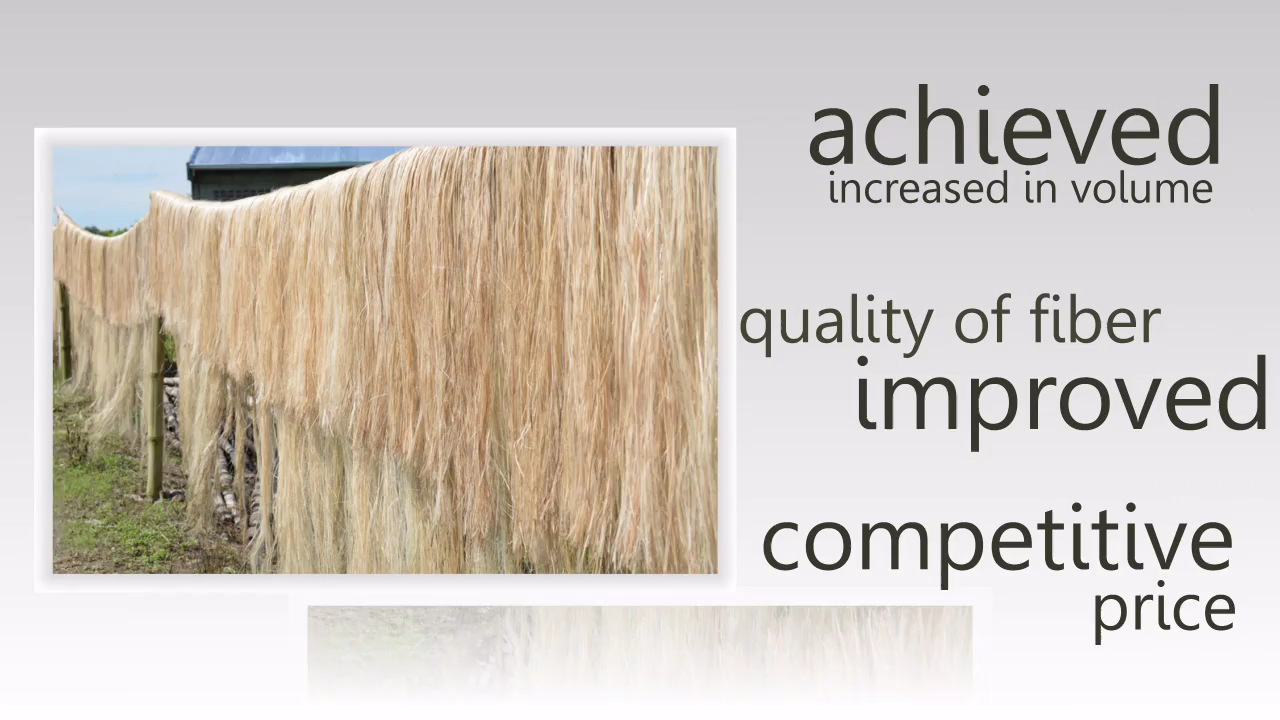 achieved
increased in volume
quality of fiber
improved
competitive
price